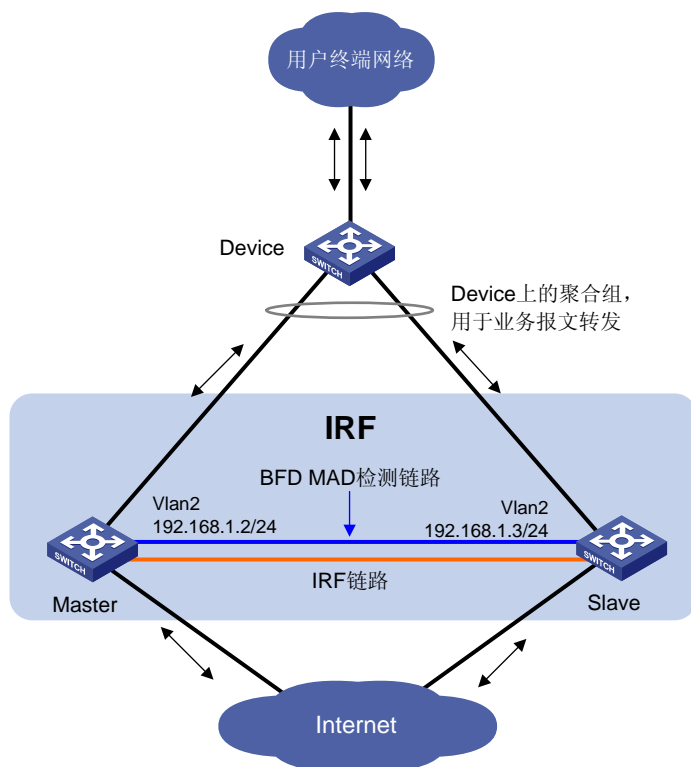 用户终端网络
Device
SWITCH
Device上的聚合组，
用于业务报文转发
IRF
BFD MAD检测链路
Vlan2
192.168.1.2/24
Vlan2
192.168.1.3/24
SWITCH
SWITCH
IRF链路
Master
Slave
Internet